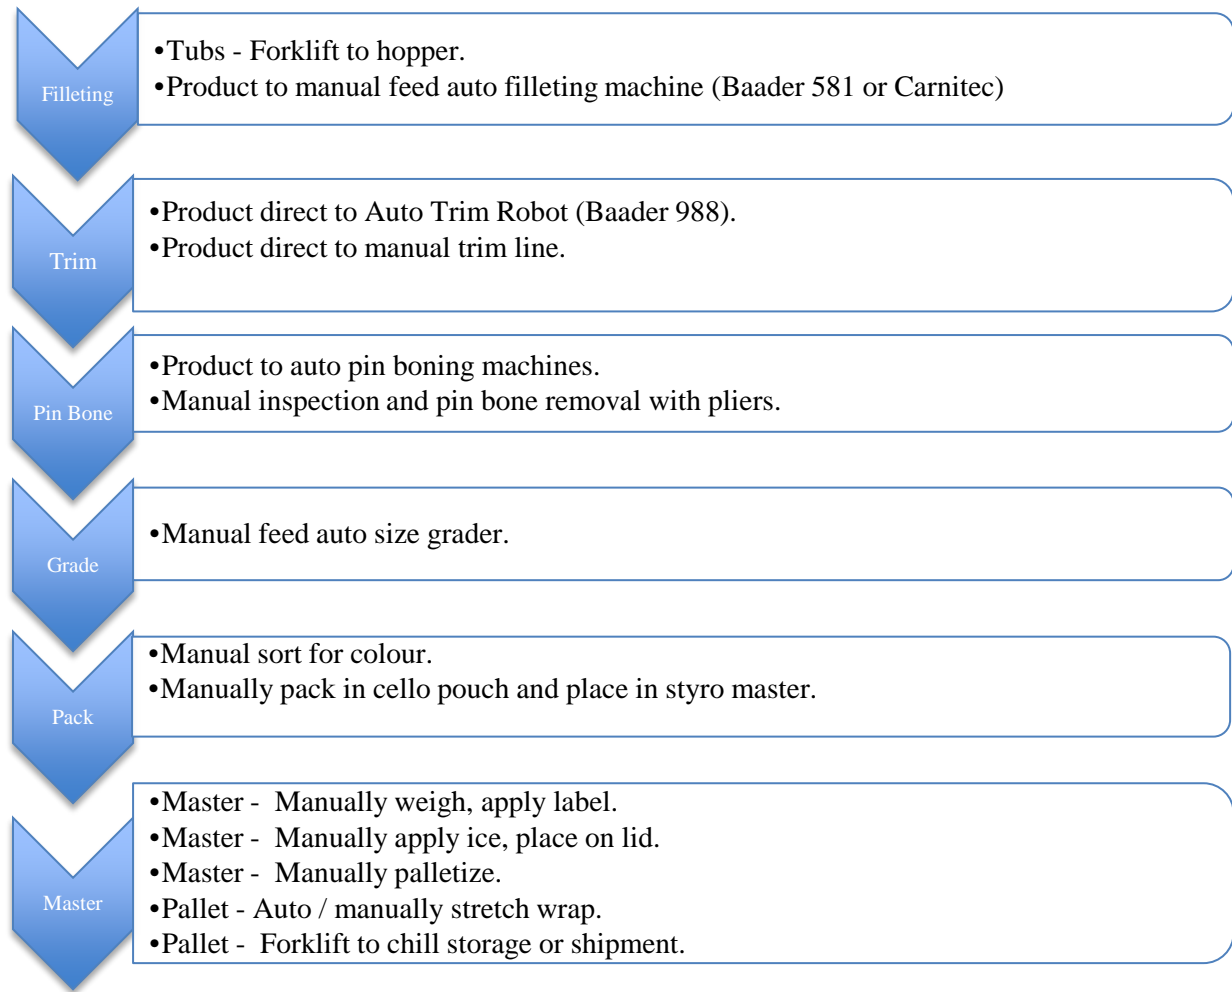 Filleting
•Tubs - Forklift to hopper.
•Product to manual feed auto filleting machine (Baader 581 or Carnitec)
Trim
•Product direct to Auto Trim Robot (Baader 988).
•Product direct to manual trim line.
Pin Bone
•Product to auto pin boning machines.
•Manual inspection and pin bone removal with pliers.
Grade
•Manual feed auto size grader.
Pack
•Manual sort for colour.
•Manually pack in cello pouch and place in styro master.
Master
•Master -  Manually weigh, apply label.
•Master -  Manually apply ice, place on lid.
•Master -  Manually palletize.
•Pallet - Auto / manually stretch wrap.
•Pallet -  Forklift to chill storage or shipment.